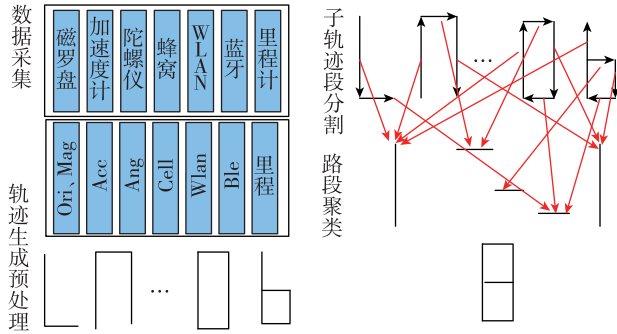 数据采集
磁罗盘
加速度计
陀螺仪
蜂窝
WLAN
蓝牙
里程计
轨迹生成预处理
Ori、Mag
Acc
Ang
Cell
Wlan
Ble
里程
...
子轨迹段分割
...
路段聚类